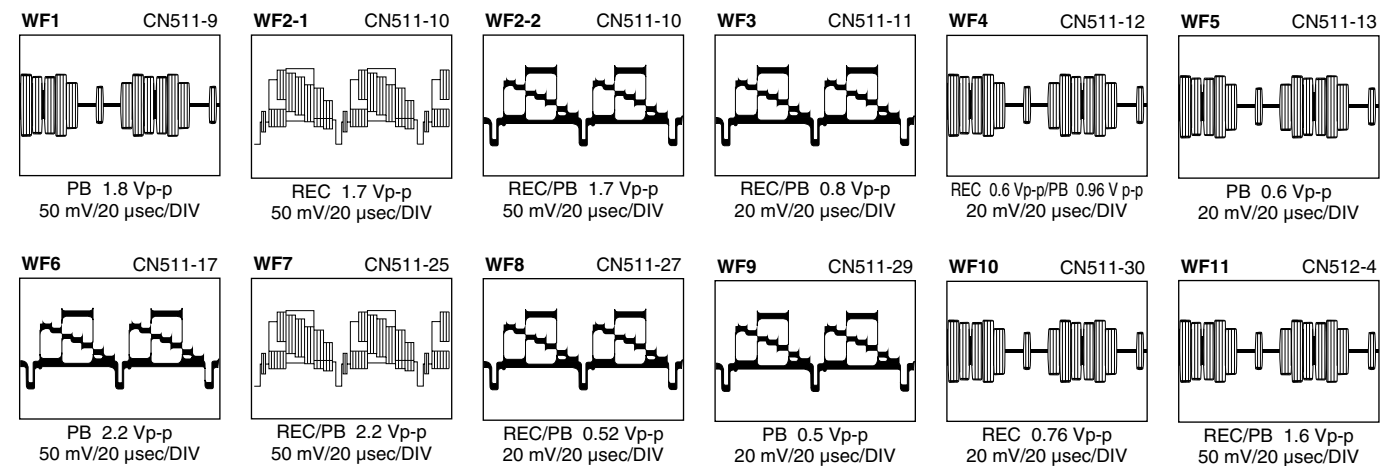 WF1 CN511-9
PB 1.8 Vp-p
50 mV/20 µsec/DIV
WF2-1 CN511-10
REC 1.7 Vp-p
50 mV/20 µsec/DIV
WF2-2 CN511-10
REC/PB 1.7 Vp-p
50 mV/20 µsec/DIV
WF3 CN511-11
REC/PB 0.8 Vp-p
20 mV/20 µsec/DIV
WF4 CN511-12
REC 0.6 Vp-p/PB 0.96 V p-p
20 mV/20 µsec/DIV
WF5 CN511-13
PB 0.6 Vp-p
20 mV/20 µsec/DIV
WF6 CN511-17
PB 2.2 Vp-p
50 mV/20 µsec/DIV
WF7 CN511-25
REC/PB 2.2 Vp-p
50 mV/20 µsec/DIV
WF8 CN511-27
REC/PB 0.52 Vp-p
20 mV/20 µsec/DIV
WF9 CN511-29
PB 0.5 Vp-p
20 mV/20 µsec/DIV
WF10 CN511-30
REC 0.76 Vp-p
20 mV/20 µsec/DIV
WF11 CN512-4
REC/PB 1.6 Vp-p
50 mV/20 µsec/DIV